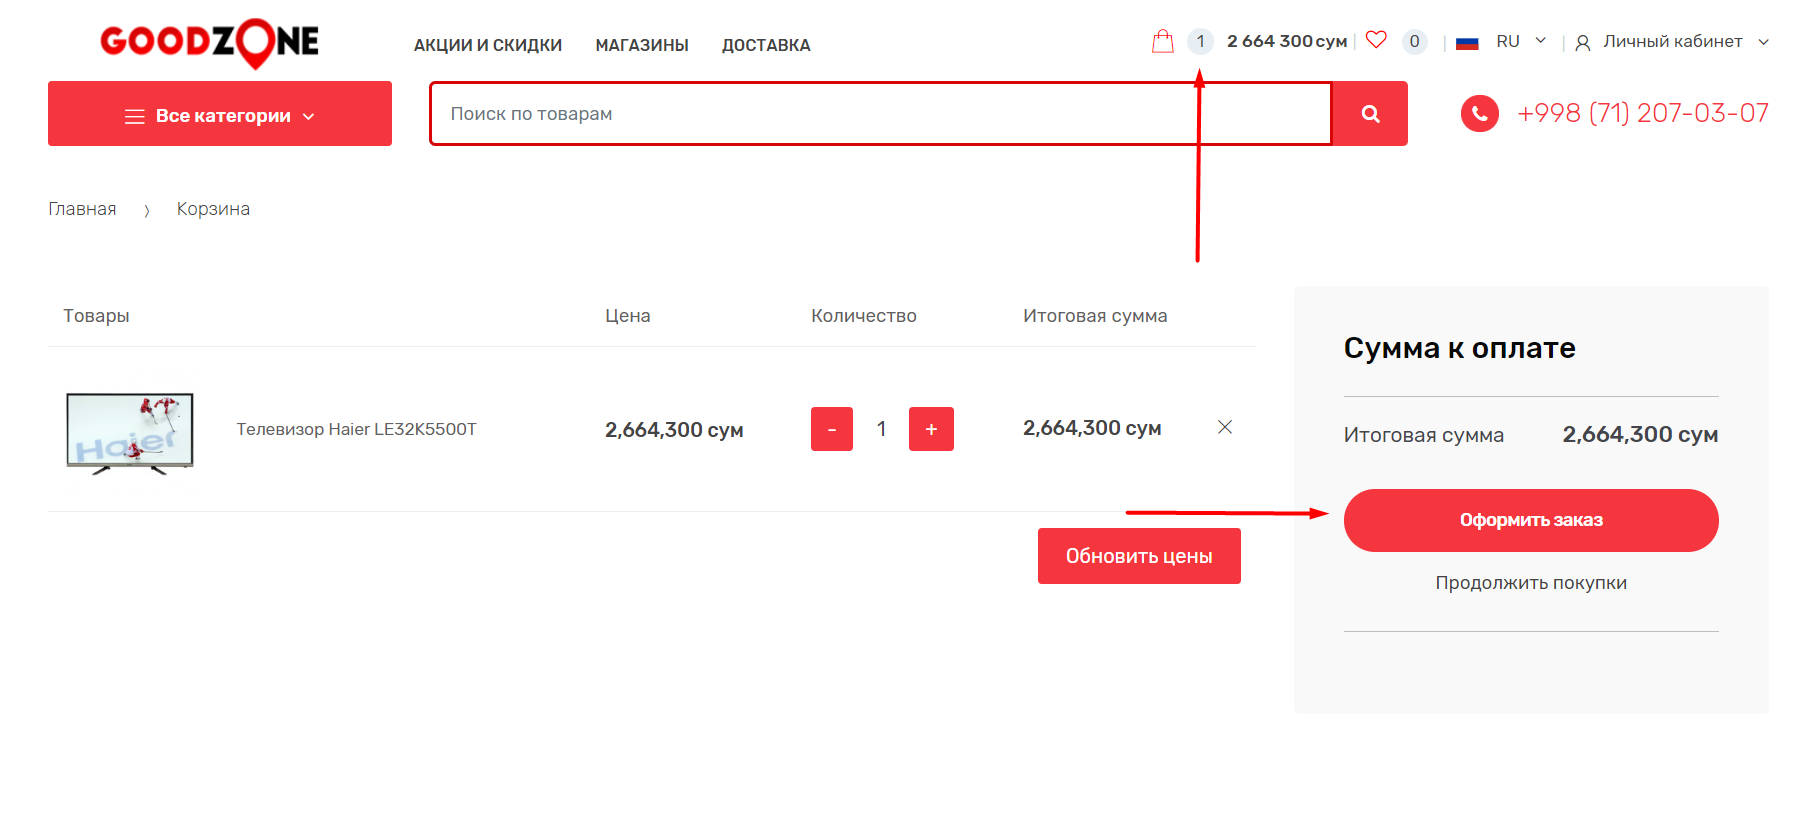 GOODZONE
АКЦИИ И СКИДКИ МАГАЗИНЫ ДОСТАВКА
1 2 664 300 сум 0 RU Личный кабинет
Все категории
Поиск по товарам
+998 (71) 207-03-07
Главная 〉 Корзина
Товары Цена Количество Итоговая сумма
Haier
Телевизор Haier LE32K5500T 2,664,300 сум - 1 + 2,664,300 сум
Обновить цены
Сумма к оплате
Итоговая сумма 2,664,300 сум
Оформить заказ
Продолжить покупки